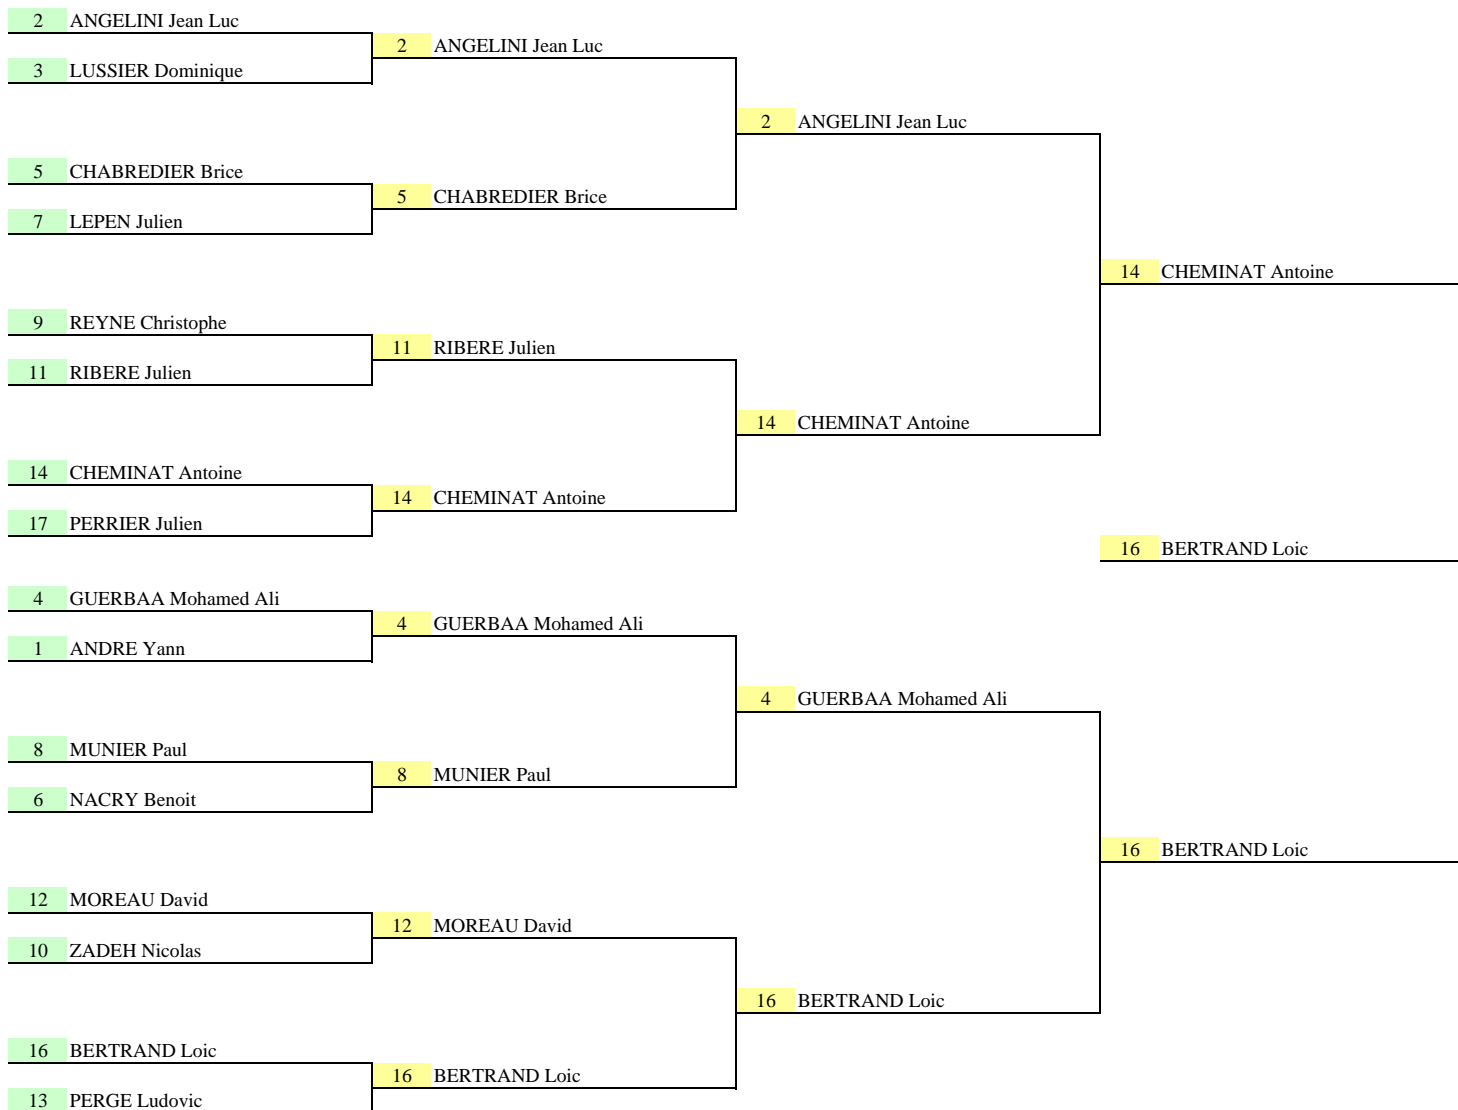 2 ANGELINI Jean Luc
2 ANGELINI Jean Luc
3 LUSSIER Dominique
2 ANGELINI Jean Luc
5 CHABREDIER Brice
5 CHABREDIER Brice
7 LEPEN Julien
14 CHEMINAT Antoine
9 REYNE Christophe
11 RIBERE Julien
11 RIBERE Julien
14 CHEMINAT Antoine
14 CHEMINAT Antoine
14 CHEMINAT Antoine
17 PERRIER Julien
16 BERTRAND Loic
4 GUERBAA Mohamed Ali
4 GUERBAA Mohamed Ali
1 ANDRE Yann
4 GUERBAA Mohamed Ali
8 MUNIER Paul
8 MUNIER Paul
6 NACRY Benoit
16 BERTRAND Loic
12 MOREAU David
12 MOREAU David
10 ZADEH Nicolas
16 BERTRAND Loic
16 BERTRAND Loic
16 BERTRAND Loic
13 PERGE Ludovic